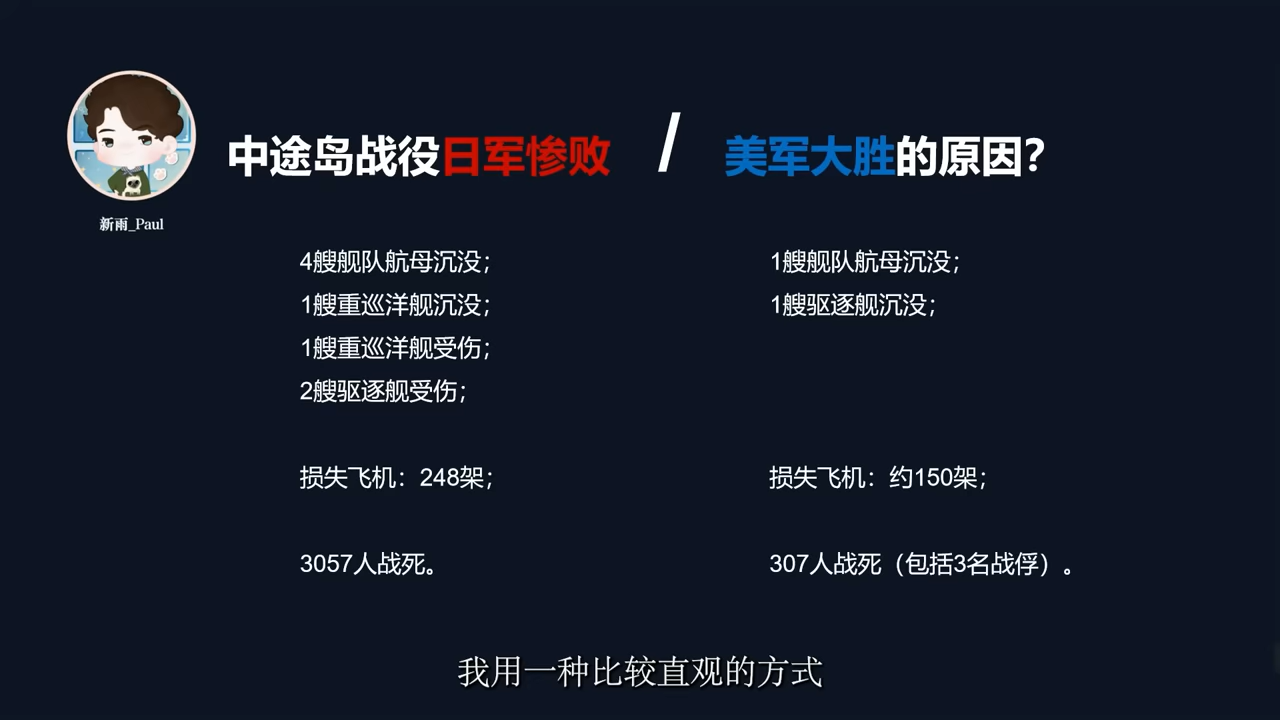 中途岛战役日军惨败 / 美军大胜的原因？
新雨_Paul
4艘舰队航母沉没；
1艘重巡洋舰沉没；
1艘重巡洋舰受伤；
2艘驱逐舰受伤；
损失飞机：248架；
3057人战死。
1艘舰队航母沉没；
1艘驱逐舰沉没；
损失飞机：约150架；
307人战死（包括3名战俘）。
我用一种比较直观的方式